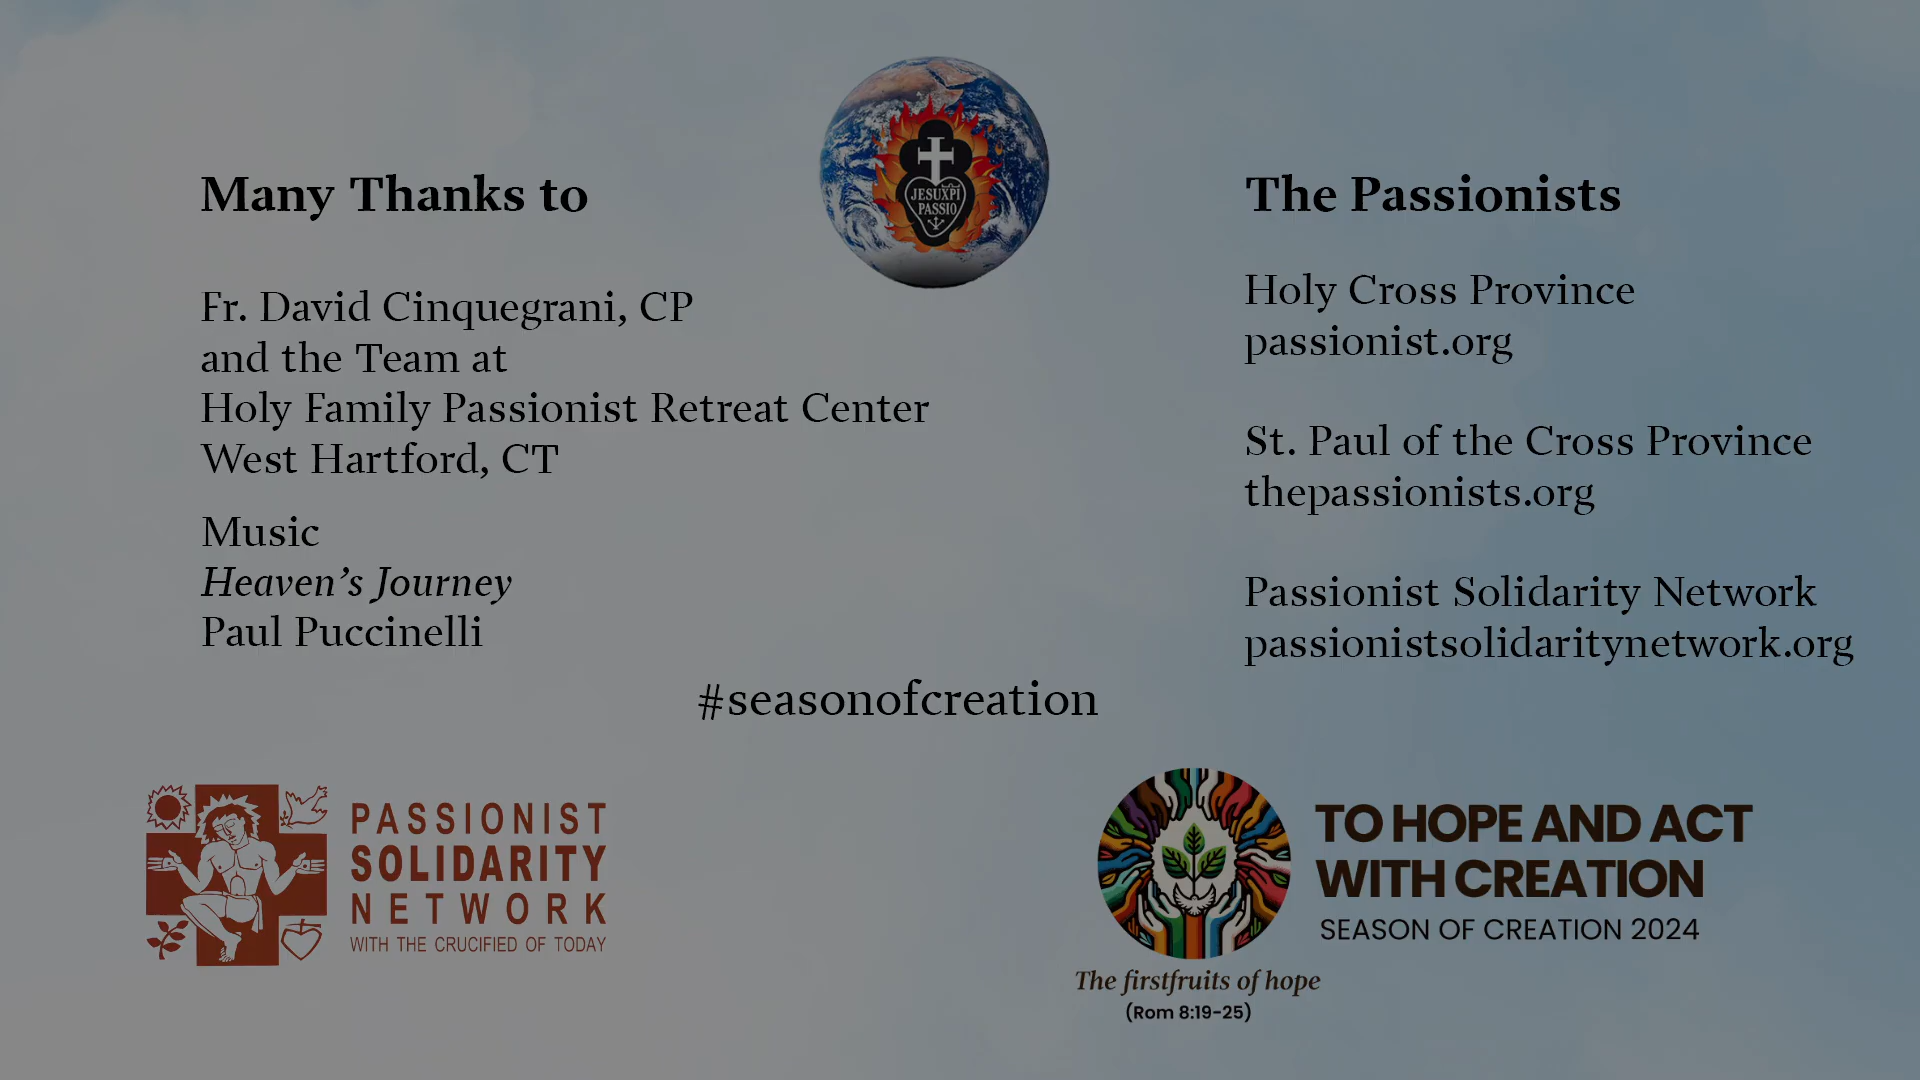 JESUXPI
PASSIO
Many Thanks to
Fr. David Cinquegrani, CP
and the Team at
Holy Family Passionist Retreat Center
West Hartford, CT
Music
Heaven’s Journey
Paul Puccinelli
The Passionists
Holy Cross Province
passionist.org
St. Paul of the Cross Province
thepassionists.org
Passionist Solidarity Network
passionistsolidaritynetwork.org
#seasonofcreation
PASSIONIST
SOLIDARITY
NETWORK
WITH THE CRUCIFIED OF TODAY
TO HOPE AND ACT
WITH CREATION
SEASON OF CREATION 2024
The firstfruits of hope
(Rom 8:19-25)